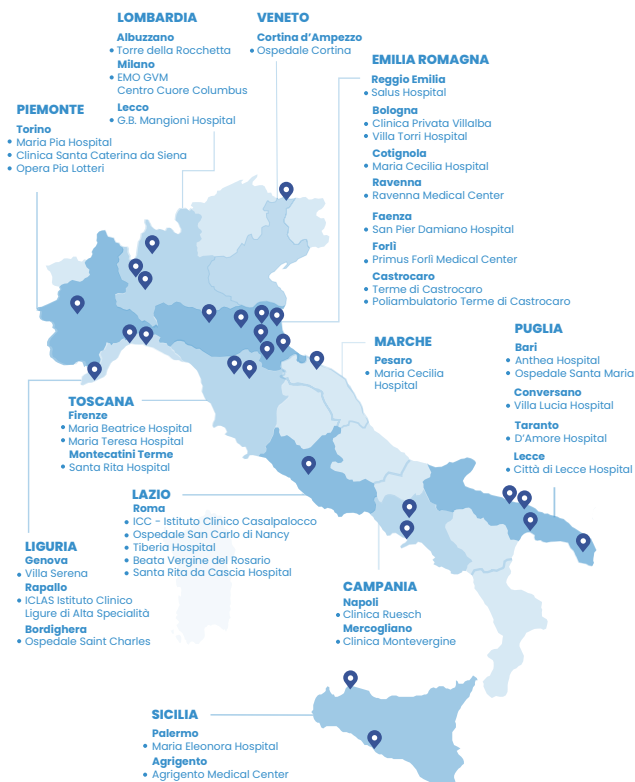 LOMBARDIA
Albuzzano
Torre della Rocchetta
Milano
EMO GVM
Centro Cuore Columbus
Lecco
G.B. Mangioni Hospital
VENETO
Cortina d'Ampezzo
Ospedale Cortina
EMILIA ROMAGNA
Reggio Emilia
Salus Hospital
Bologna
Clinica Privata Villalba
Villa Torri Hospital
Cotignola
Maria Cecilia Hospital
Ravenna
Ravenna Medical Center
Faenza
San Pier Damiano Hospital
Forlì
Primus Forlì Medical Center
Castrocaro
Terme di Castrocaro
Poliambulatorio Terme di Castrocaro
PIEMONTE
Torino
Maria Pia Hospital
Clinica Santa Caterina da Siena
Opera Pia Lotteri
MARCHE
Pesaro
Maria Cecilia
Hospital
PUGLIA
Bari
Anthea Hospital
Ospedale Santa Maria
Conversano
Villa Lucia Hospital
Taranto
D'Amore Hospital
Lecce
Città di Lecce Hospital
TOSCANA
Firenze
Maria Beatrice Hospital
Maria Teresa Hospital
Montecatini Terme
Santa Rita Hospital
LAZIO
Roma
ICC - Istituto Clinico Casalpalocco
Ospedale San Carlo di Nancy
Tiberia Hospital
Beata Vergine del Rosario
Santa Rita da Cascia Hospital
LIGURIA
Genova
Villa Serena
Rapallo
ICLAS Istituto Clinico
Ligure di Alta Specialità
Bordighera
Ospedale Saint Charles
CAMPANIA
Napoli
Clinica Ruesch
Mercogliano
Clinica Montevergine
SICILIA
Palermo
Maria Eleonora Hospital
Agrigento
Agrigento Medical Center